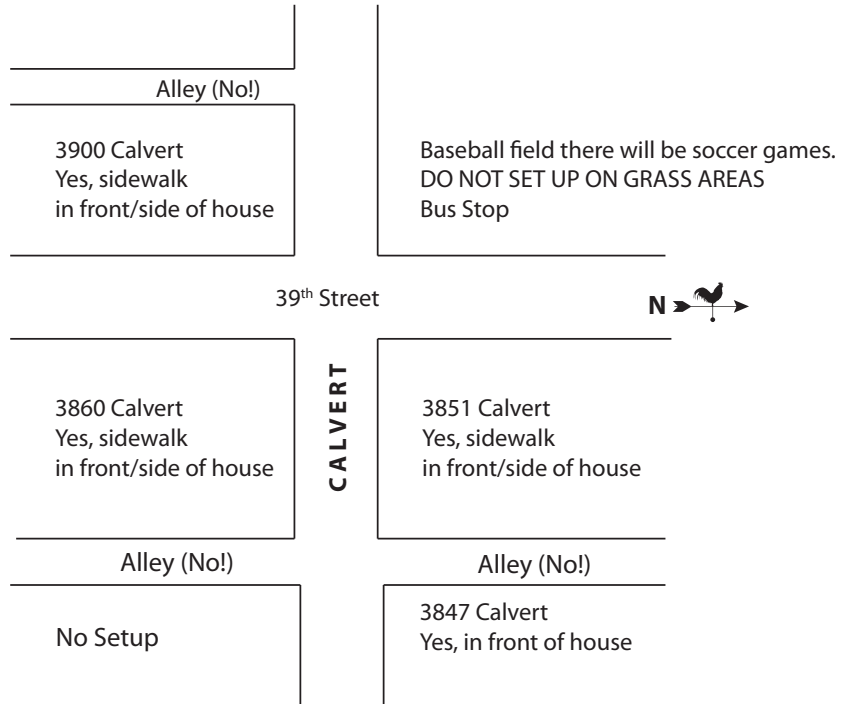 Alley (No!)
3900 Calvert
Yes, sidewalk
in front/side of house
Baseball field there will be soccer games.
DO NOT SET UP ON GRASS AREAS
Bus Stop
39th Street
N
CALVERT
3860 Calvert
Yes, sidewalk
in front/side of house
3851 Calvert
Yes, sidewalk
in front/side of house
Alley (No!)
Alley (No!)
No Setup
3847 Calvert
Yes, in front of house